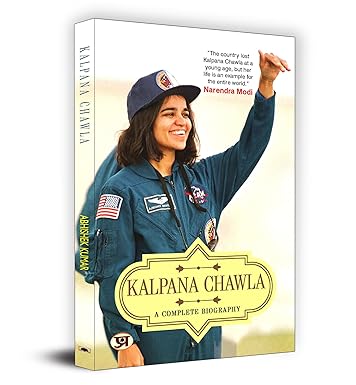 KALPANA CHAWLA
ABHISHEK KUMAR
"The country lost
Kalpana Chawla at a
young age, but her
life is an example for
the entire world."
Narendra Modi
KALPANA CHAWLA
A COMPLETE BIOGRAPHY